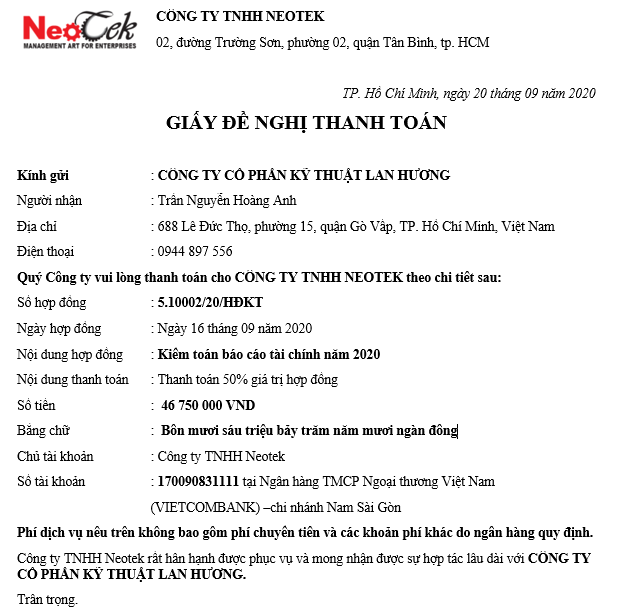 NeoTek
MANAGEMENT ART FOR ENTERPRISES
CÔNG TY TNHH NEOTEK
02, đường Trường Sơn, phường 02, quận Tân Bình, tp. HCM
TP. Hồ Chí Minh, ngày 20 tháng 09 năm 2020
GIẤY ĐỀ NGHỊ THANH TOÁN
Kính gửi : CÔNG TY CỔ PHẦN KỸ THUẬT LAN HƯƠNG
Người nhận : Trần Nguyễn Hoàng Anh
Địa chỉ : 688 Lê Đức Thọ, phường 15, quận Gò Vấp, TP. Hồ Chí Minh, Việt Nam
Điện thoại : 0944 897 556
Quý Công ty vui lòng thanh toán cho CÔNG TY TNHH NEOTEK theo chi tiết sau:
Số hợp đồng : 5.10002/20/HĐKT
Ngày hợp đồng : Ngày 16 tháng 09 năm 2020
Nội dung hợp đồng : Kiểm toán báo cáo tài chính năm 2020
Nội dung thanh toán : Thanh toán 50% giá trị hợp đồng
Số tiền : 46 750 000 VND
Bằng chữ : Bốn mươi sáu triệu bảy trăm năm mươi ngàn đồng
Chủ tài khoản : Công ty TNHH Neotek
Số tài khoản : 170090831111 tại Ngân hàng TMCP Ngoại thương Việt Nam
(VIETCOMBANK) –chi nhánh Nam Sài Gòn
Phí dịch vụ nêu trên không bao gồm phí chuyển tiền và các khoản phí khác do ngân hàng quy định.
Công ty TNHH Neotek rất hân hạnh được phục vụ và mong nhận được sự hợp tác lâu dài với CÔNG TY
CỔ PHẦN KỸ THUẬT LAN HƯƠNG.
Trân trọng.